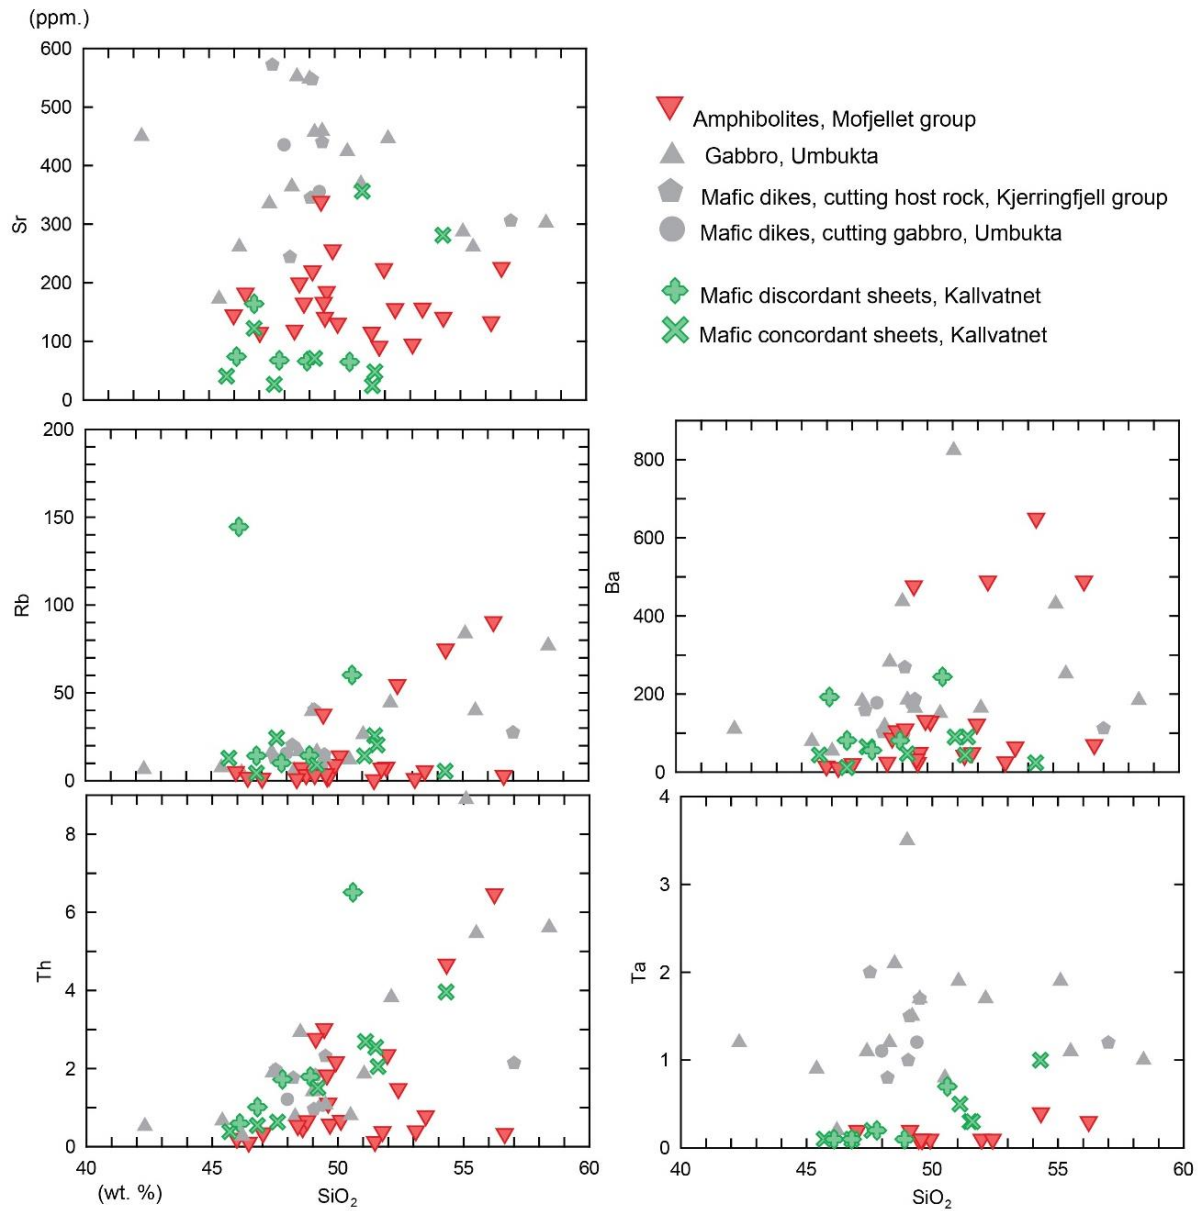 (ppm.)
600
500
400
300
200
100
0
Sr
Amphibolites, Mofjellet group
Gabbro, Umbukta
Mafic dikes, cutting host rock, Kjerringfjell group
Mafic dikes, cutting gabbro, Umbukta
Mafic discordant sheets, Kallvatnet
Mafic concordant sheets, Kallvatnet
200
150
100
50
0
Rb
800
600
400
200
0
Ba
8
6
4
2
0
Th
40 45 50 55 60
(wt. %) SiO₂
4
3
2
1
0
Ta
40 45 50 55 60
SiO₂